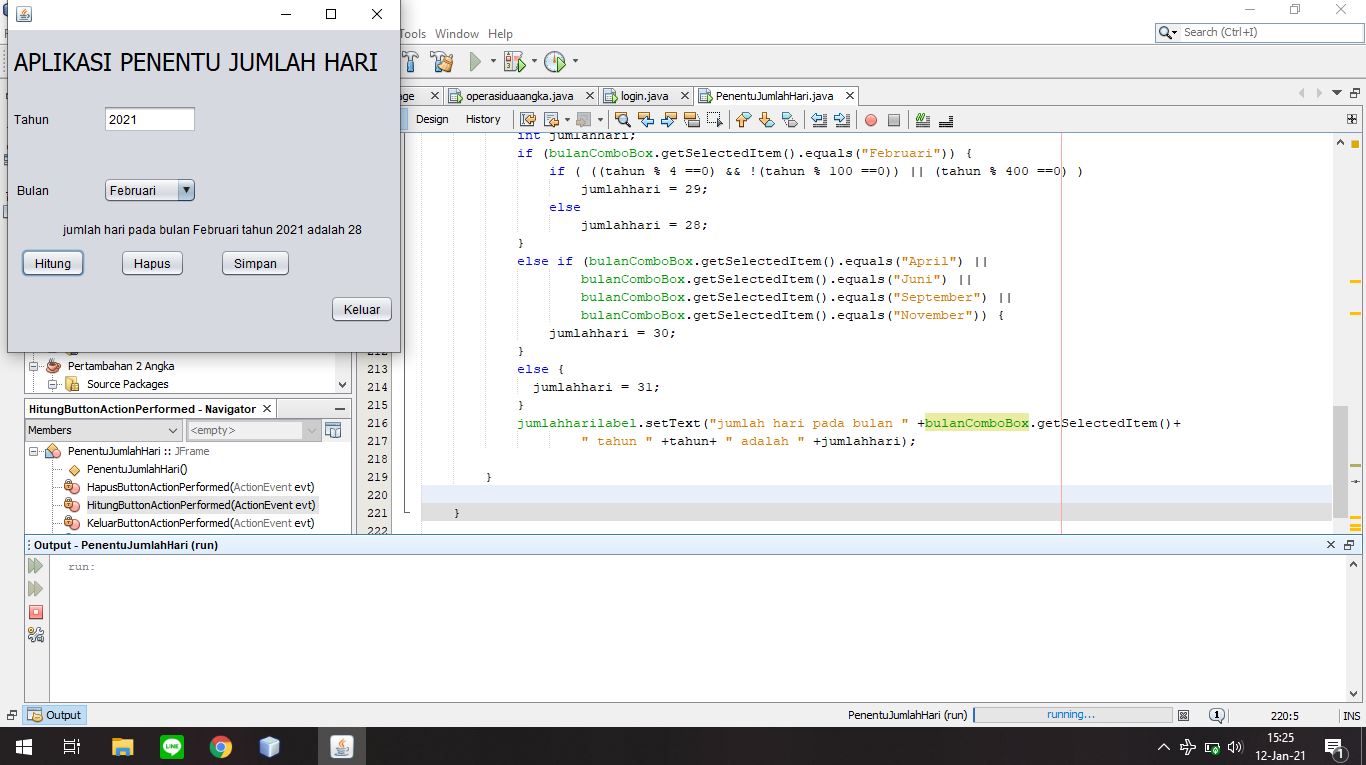 APLIKASI PENENTU JUMLAH HARI
Tahun 2021
Bulan Februari
jumlah hari pada bulan Februari tahun 2021 adalah 28
Hitung Hapus Simpan
Keluar
Tools Window Help
Search (Ctrl+I)
operasiduaangka.java login.java PenentuJumlahHari.java
Design History
int jumlahhari;
if (bulanComboBox.getSelectedItem().equals("Februari")) {
if ( ((tahun % 4 ==0) && !(tahun % 100 ==0)) || (tahun % 400 ==0) )
jumlahhari = 29;
else
jumlahhari = 28;
}
else if (bulanComboBox.getSelectedItem().equals("April") ||
bulanComboBox.getSelectedItem().equals("Juni") ||
bulanComboBox.getSelectedItem().equals("September") ||
bulanComboBox.getSelectedItem().equals("November")) {
jumlahhari = 30;
212 }
213 else {
214 jumlahhari = 31;
215 }
216 jumlahharilabel.setText("jumlah hari pada bulan " +bulanComboBox.getSelectedItem()+
217 " tahun " +tahun+ " adalah " +jumlahhari);
218
219 }
220
221 }
222
Pertambahan 2 Angka
Source Packages
HitungButtonActionPerformed - Navigator
Members <empty>
PenentuJumlahHari :: JFrame
PenentuJumlahHari()
HapusButtonActionPerformed(ActionEvent evt)
HitungButtonActionPerformed(ActionEvent evt)
KeluarButtonActionPerformed(ActionEvent evt)
Output - PenentuJumlahHari (run)
run:
Output
PenentuJumlahHari (run) running... 1 220:5 INS
LINE
15:25
12-Jan-21
1